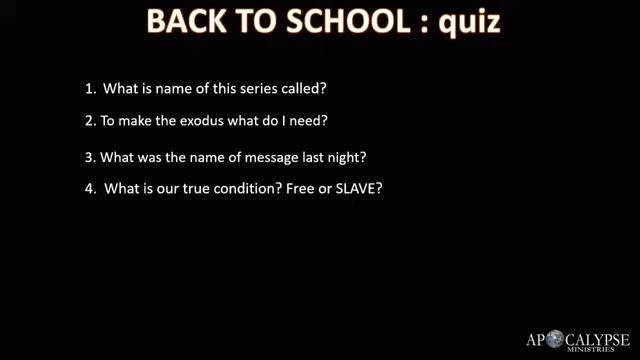 BACK TO SCHOOL : quiz
1. What is name of this series called?
2. To make the exodus what do I need?
3. What was the name of message last night?
4. What is our true condition? Free or SLAVE?
APOCALYPSE
MINISTRIES